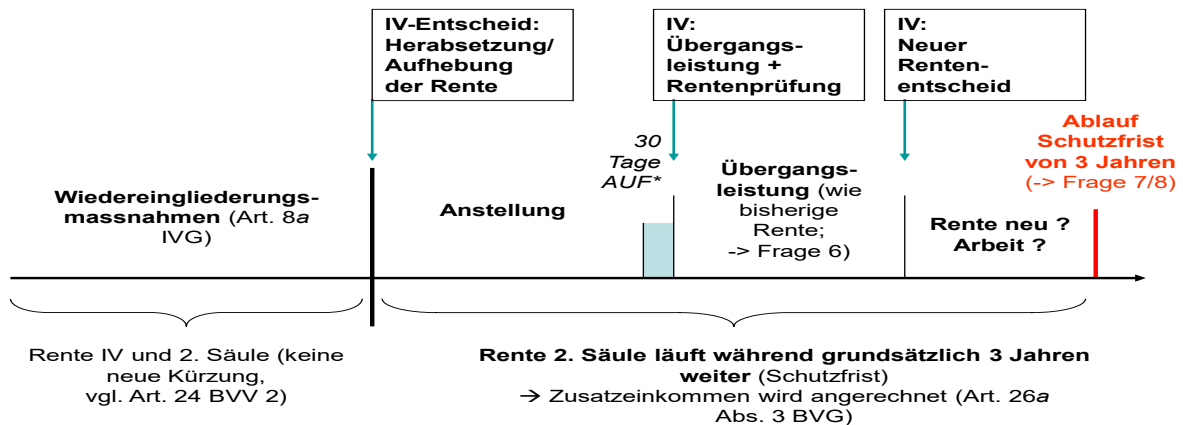 IV-Entscheid:
Herabsetzung/
Aufhebung
der Rente
IV:
Übergangs-
leistung +
Rentenprüfung
IV:
Neuer
Renten-
entscheid
Ablauf
Schutzfrist
von 3 Jahren
(-> Frage 7/8)
30
Tage
AUF*
Wiedereingliederungs-
massnahmen (Art. 8a
IVG)
Anstellung
Übergangs-
leistung (wie
bisherige
Rente;
-> Frage 6)
Rente neu ?
Arbeit ?
Rente IV und 2. Säule (keine
neue Kürzung,
vgl. Art. 24 BVV 2)
Rente 2. Säule läuft während grundsätzlich 3 Jahren
weiter (Schutzfrist)
→ Zusatzeinkommen wird angerechnet (Art. 26a
Abs. 3 BVG)